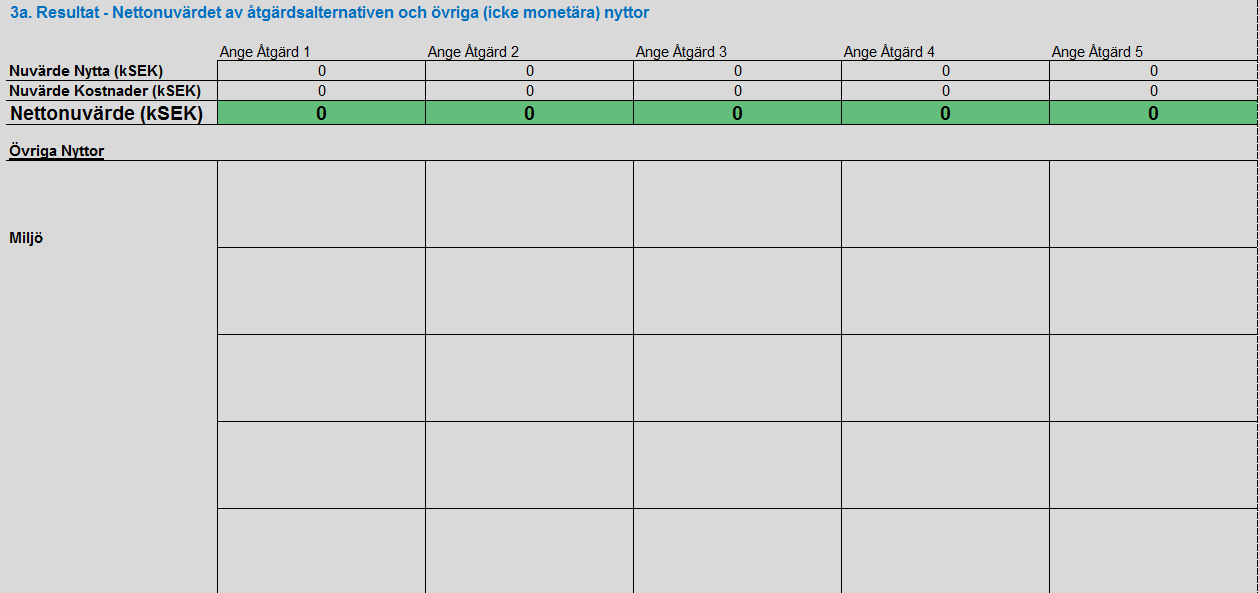 3a. Resultat - Nettonuvärdet av åtgärdsalternativen och övriga (icke monetära) nyttor
Ange Åtgärd 1 Ange Åtgärd 2 Ange Åtgärd 3 Ange Åtgärd 4 Ange Åtgärd 5
Nuvärde Nytta (kSEK) 0 0 0 0 0
Nuvärde Kostnader (kSEK) 0 0 0 0 0
Nettonuvärde (kSEK) 0 0 0 0 0
Övriga Nyttor
Miljö